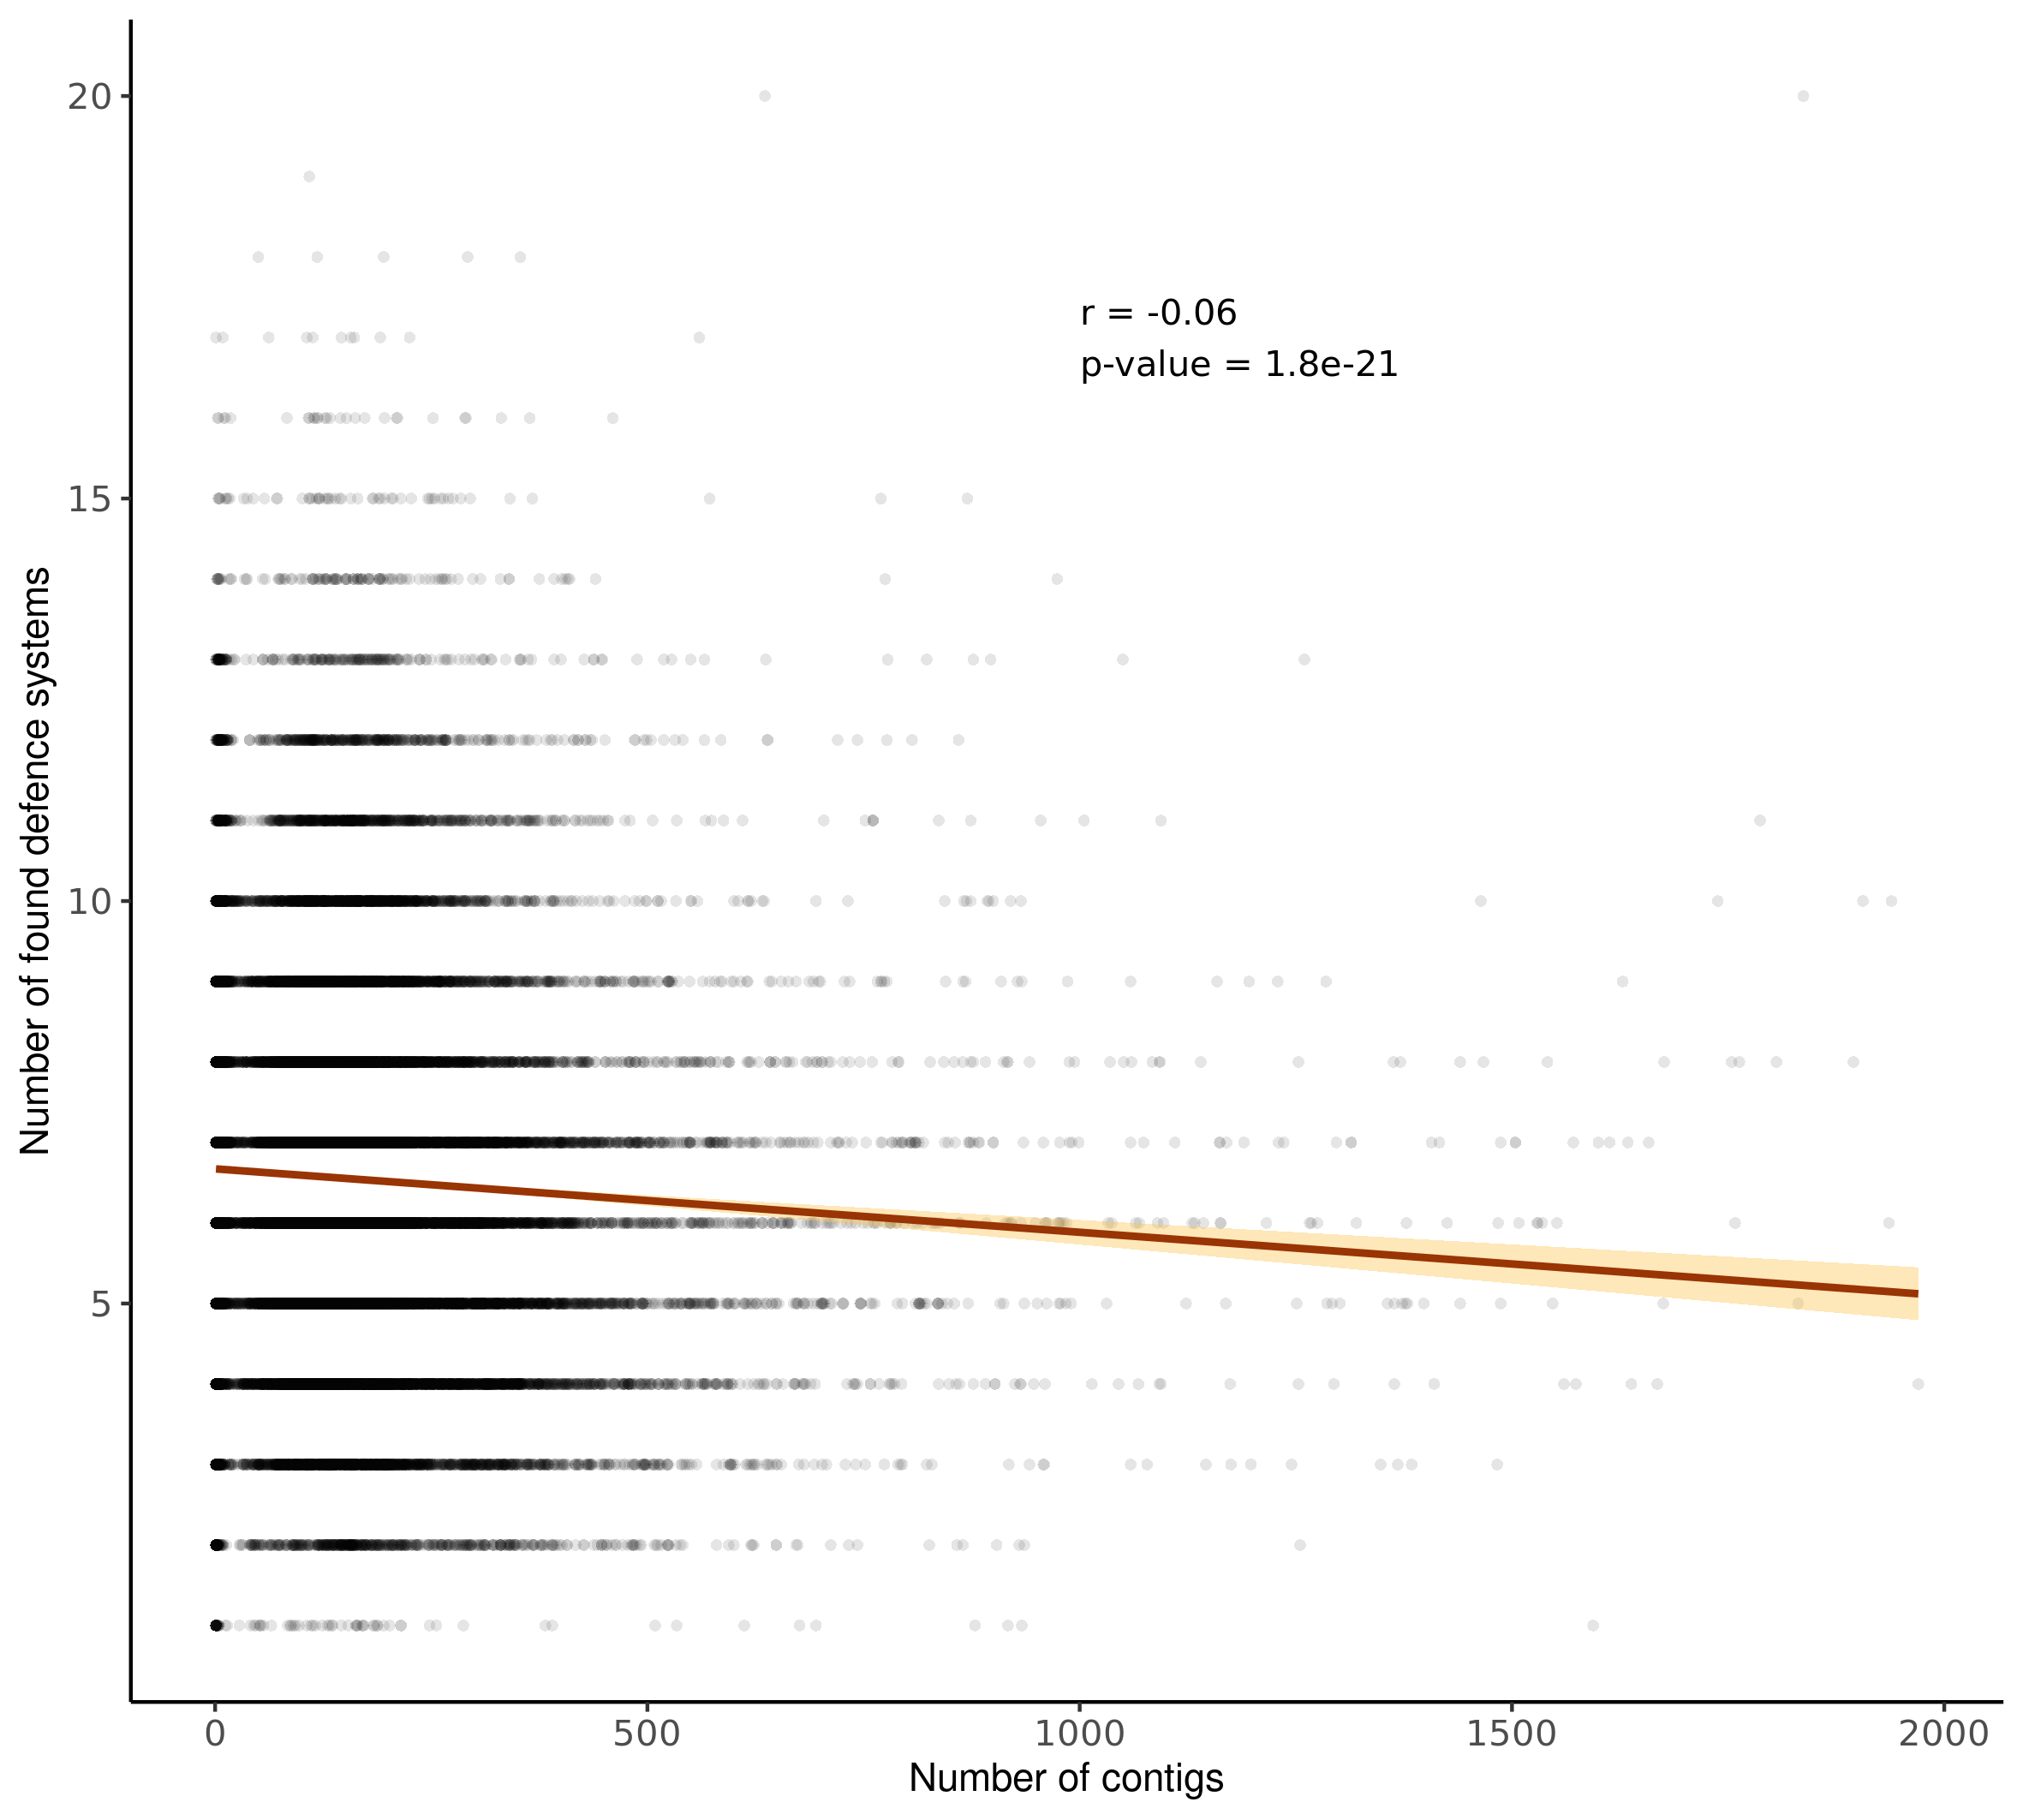 20
15
10
5
r = -0.06
p-value = 1.8e-21
Number of found defence systems
0 500 1000 1500 2000
Number of contigs